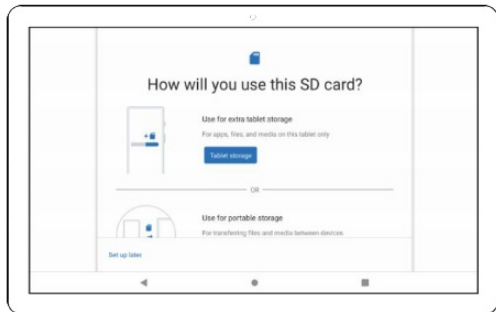 How will you use this SD card?
Use for extra tablet storage
For apps, files, and media on this tablet only
Tablet storage
OR
Use for portable storage
For transferring files and media between devices
Set up later